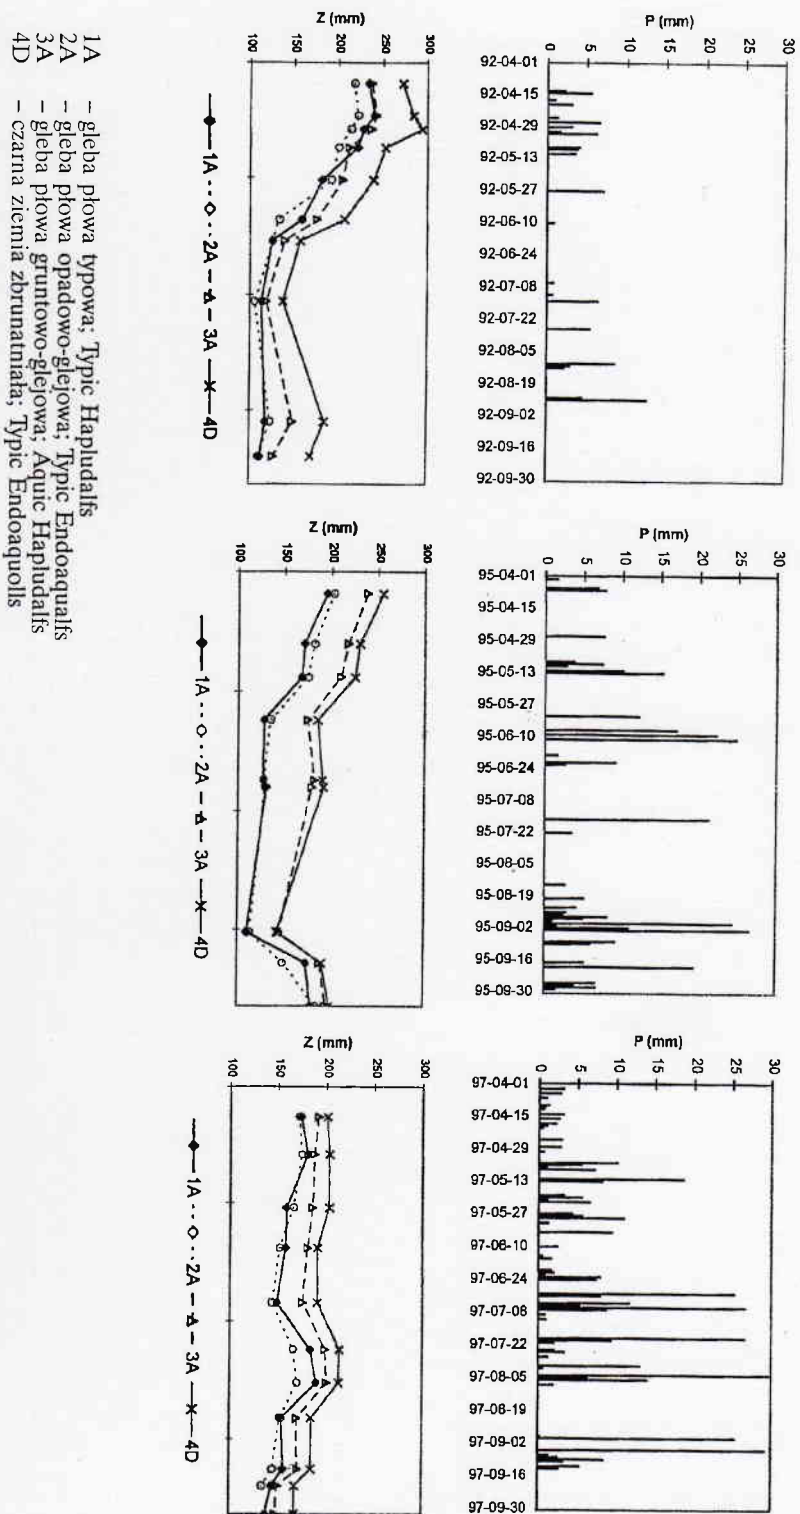 P (mm)
0 5 10 15 20 25 30
92-04-01
92-04-15
92-04-29
92-05-13
92-05-27
92-06-10
92-06-24
92-07-08
92-07-22
92-08-05
92-08-19
92-09-02
92-09-16
92-09-30
Z (mm)
100 150 200 250 300
1A 2A 3A 4D
P (mm)
0 5 10 15 20 25 30
95-04-01
95-04-15
95-04-29
95-05-13
95-05-27
95-06-10
95-06-24
95-07-08
95-07-22
95-08-05
95-08-19
95-09-02
95-09-16
95-09-30
Z (mm)
100 150 200 250 300
1A 2A 3A 4D
P (mm)
0 5 10 15 20 25 30
97-04-01
97-04-15
97-04-29
97-05-13
97-05-27
97-06-10
97-06-24
97-07-08
97-07-22
97-08-05
97-08-19
97-09-02
97-09-16
97-09-30
Z (mm)
100 150 200 250 300
1A 2A 3A 4D
1A – gleba płowa typowa; Typic Hapludalfs
2A – gleba płowa opadowo-glejowa; Typic Endoaqualfs
3A – gleba płowa gruntowo-glejowa; Aquic Hapludalfs
4D – czarna ziemia zbrunatniała; Typic Endoaquolls